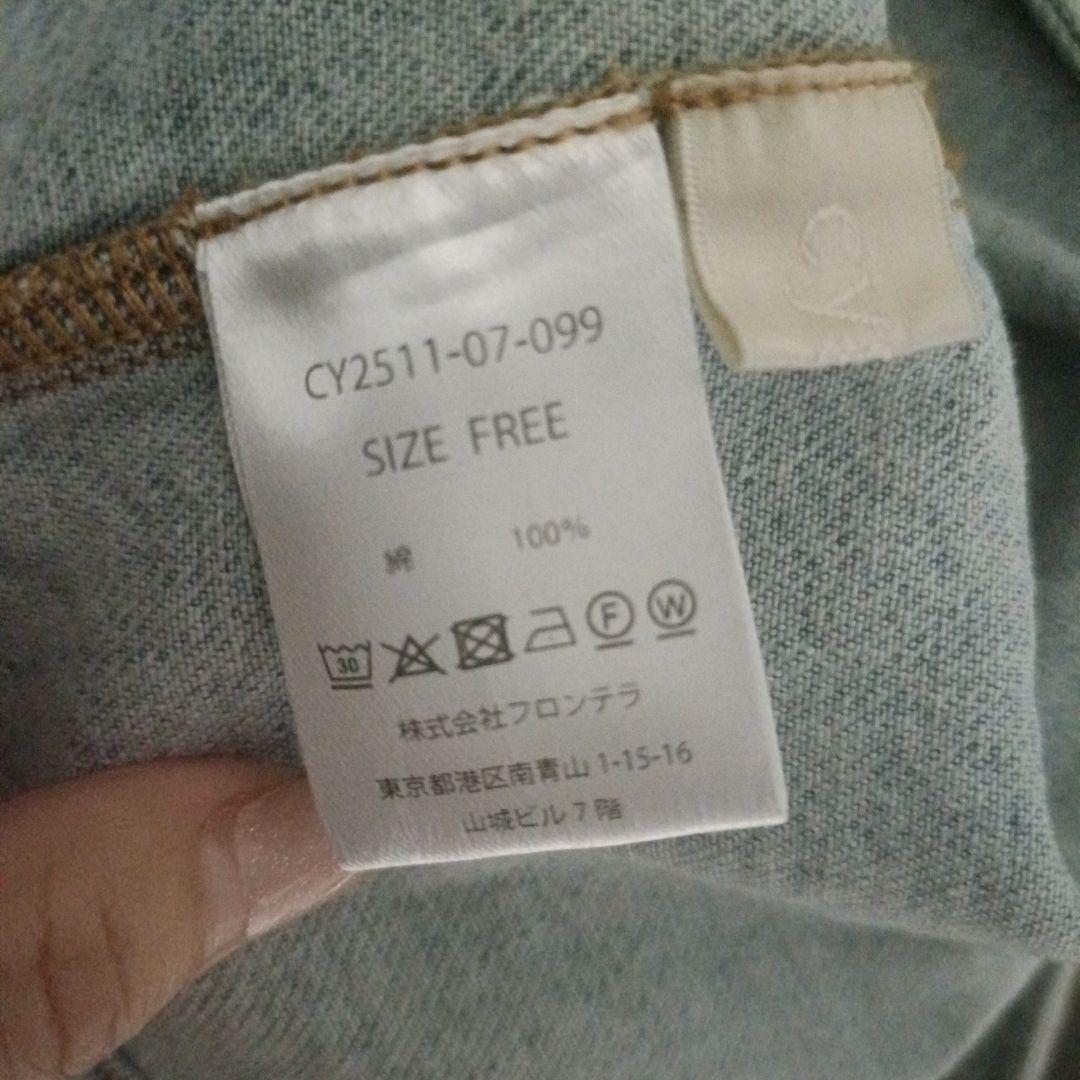 CY2511-07-099
SIZE FREE
綿 100%
30 F W
株式会社フロンテラ
東京都港区南青山 1-15-16
山城ビル 7 階